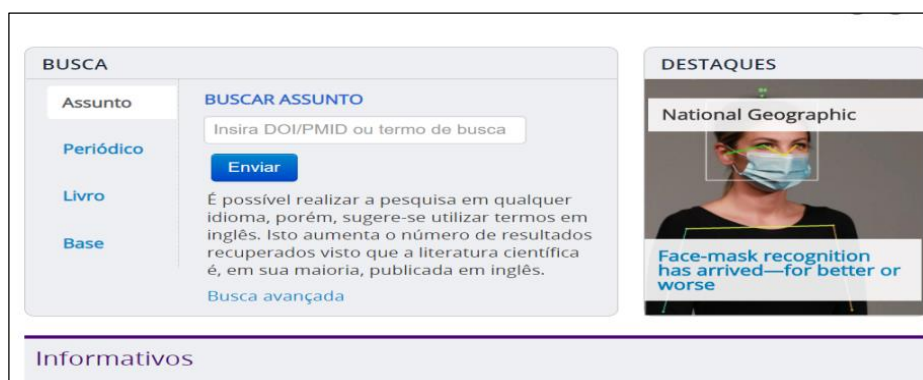 BUSCA
Assunto
Periódico
Livro
Base
BUSCAR ASSUNTO
Insira DOI/PMID ou termo de busca
Enviar
É possível realizar a pesquisa em qualquer
idioma, porém, sugere-se utilizar termos em
inglês. Isto aumenta o número de resultados
recuperados visto que a literatura científica
é, em sua maioria, publicada em inglês.
Busca avançada
DESTAQUES
National Geographic
Face-mask recognition
has arrived—for better or
worse
Informativos